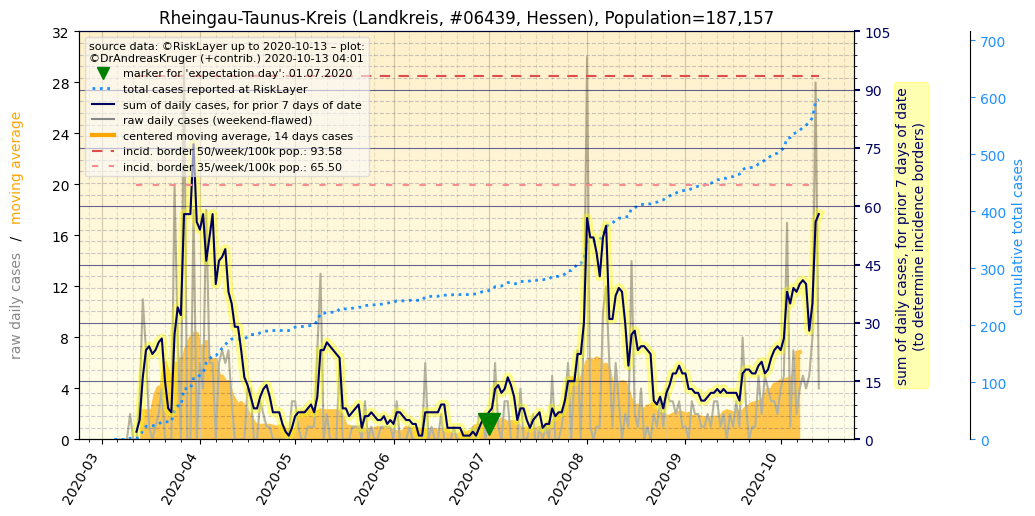 Rheingau-Taunus-Kreis (Landkreis, #06439, Hessen), Population=187,157
source data: ©RiskLayer up to 2020-10-13 – plot:
©DrAndreasKruger (+contrib.) 2020-10-13 04:01
marker for 'expectation day': 01.07.2020
total cases reported at RiskLayer
sum of daily cases, for prior 7 days of date
raw daily cases (weekend-flawed)
centered moving average, 14 days cases
incid. border 50/week/100k pop.: 93.58
incid. border 35/week/100k pop.: 65.50
raw daily cases / moving average
32
28
24
20
16
12
8
4
0
105
90
75
60
45
30
15
0
sum of daily cases, for prior 7 days of date
(to determine incidence borders)
700
600
500
400
300
200
100
0
cumulative total cases
2020-03
2020-04
2020-05
2020-06
2020-07
2020-08
2020-09
2020-10